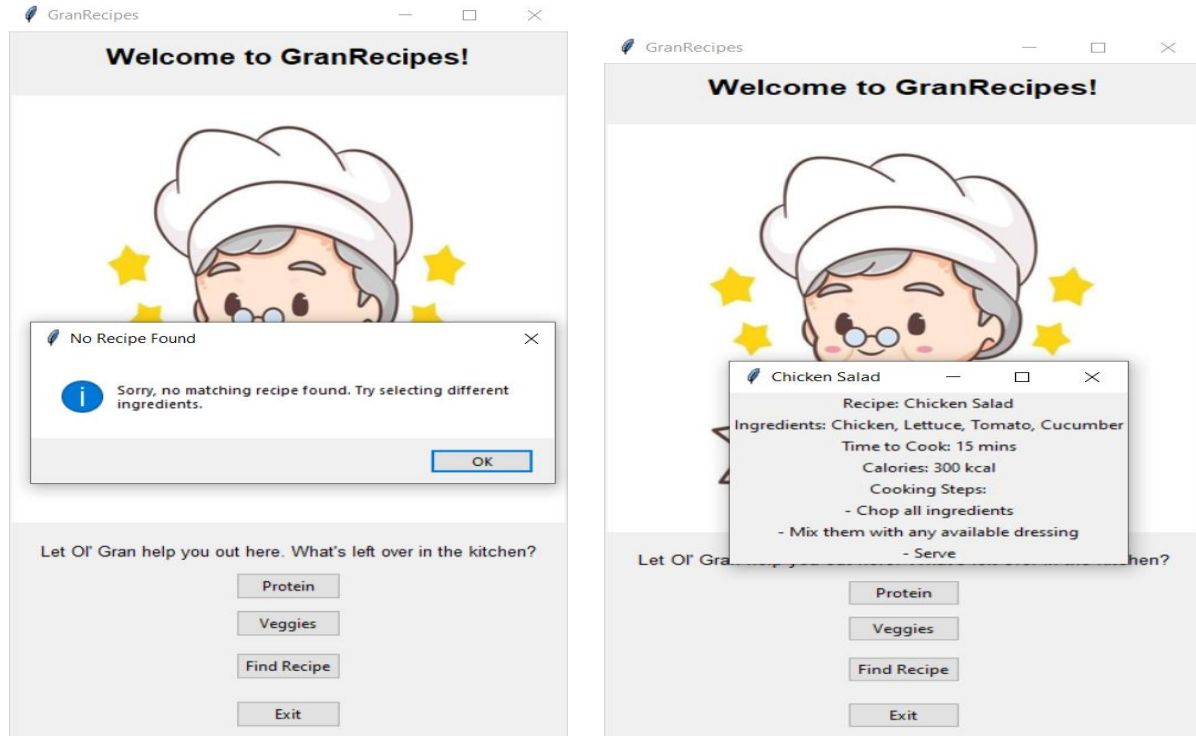 GranRecipes
Welcome to GranRecipes!
No Recipe Found
Sorry, no matching recipe found. Try selecting different
ingredients.
OK
Let Ol' Gran help you out here. What's left over in the kitchen?
Protein
Veggies
Find Recipe
Exit
GranRecipes
Welcome to GranRecipes!
Chicken Salad
Recipe: Chicken Salad
Ingredients: Chicken, Lettuce, Tomato, Cucumber
Time to Cook: 15 mins
Calories: 300 kcal
Cooking Steps:
- Chop all ingredients
- Mix them with any available dressing
- Serve
Let Ol'
Protein
Veggies
Find Recipe
Exit